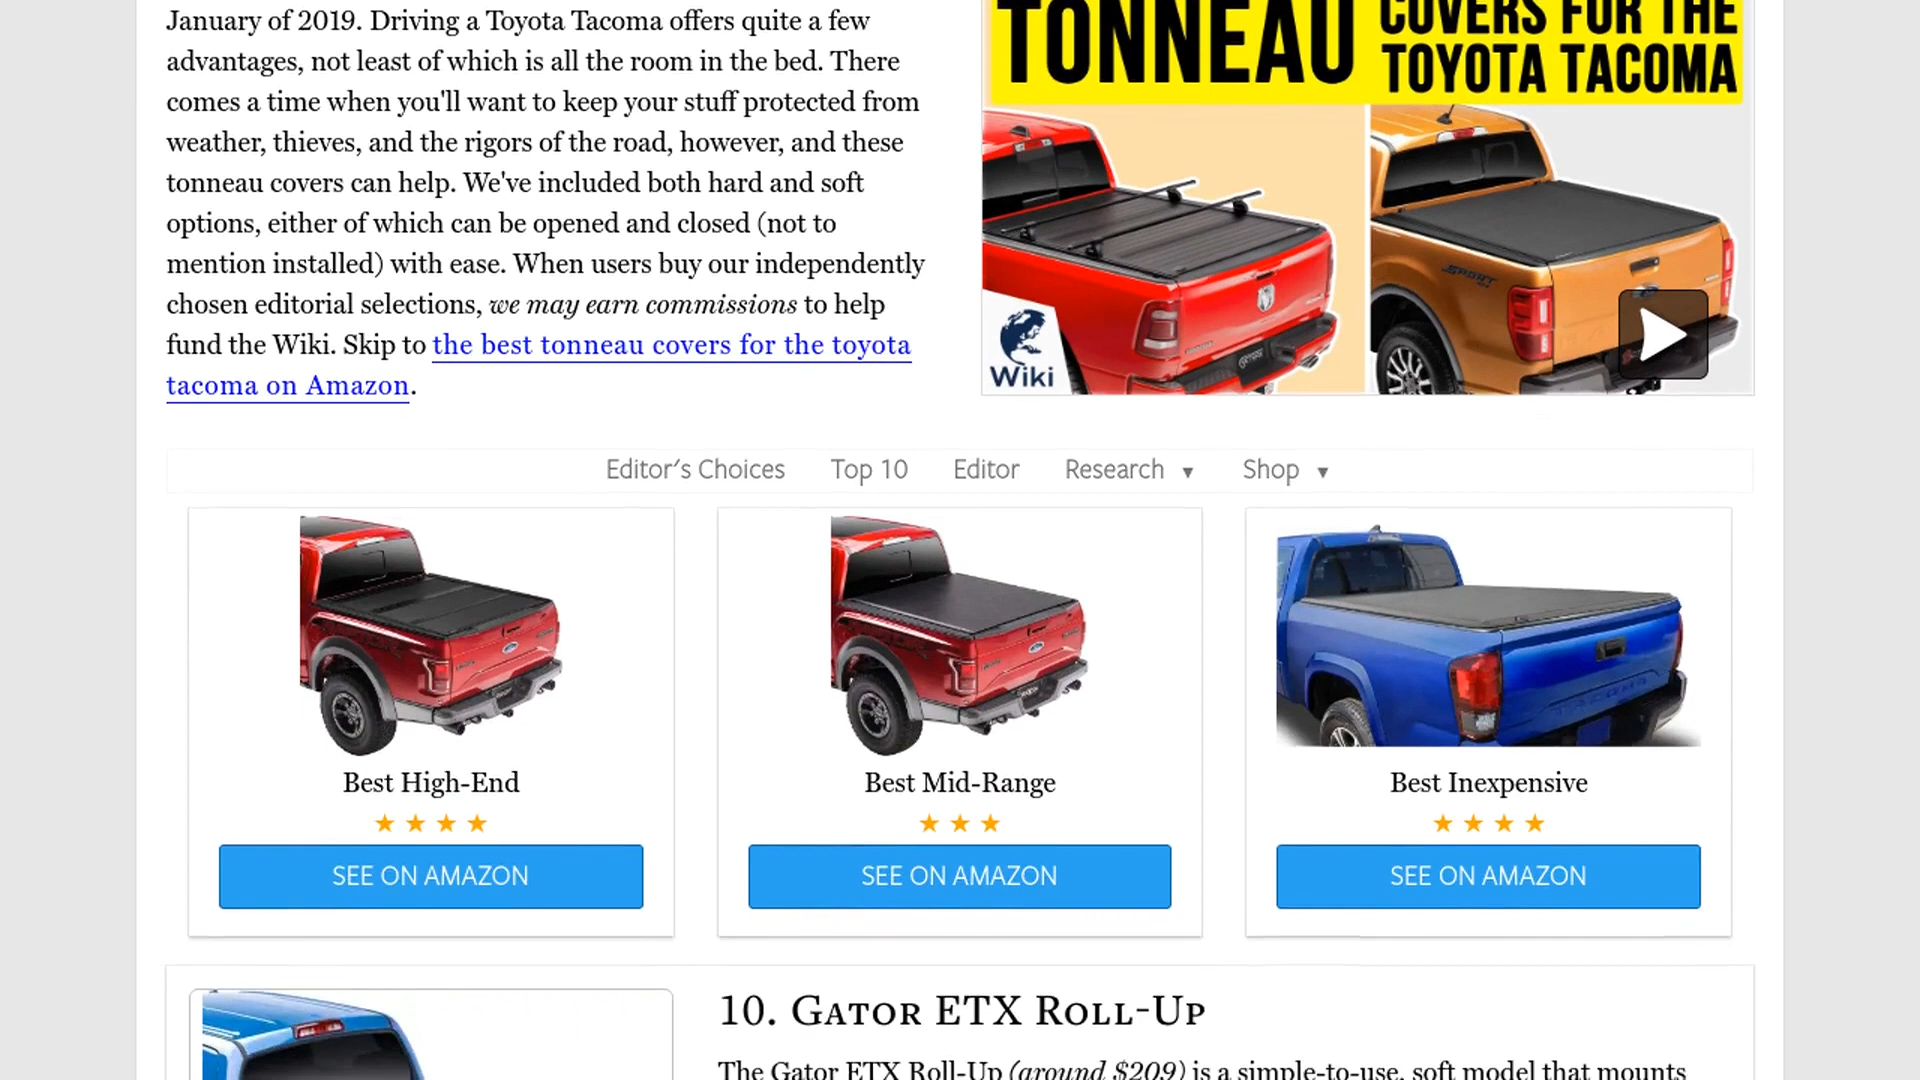 January of 2019. Driving a Toyota Tacoma offers quite a few
advantages, not least of which is all the room in the bed. There
comes a time when you'll want to keep your stuff protected from
weather, thieves, and the rigors of the road, however, and these
tonneau covers can help. We've included both hard and soft
options, either of which can be opened and closed (not to
mention installed) with ease. When users buy our independently
chosen editorial selections, we may earn commissions to help
fund the Wiki. Skip to the best tonneau covers for the toyota
tacoma on Amazon.
TONNEAU
COVERS FOR THE
TOYOTA TACOMA
SPORT
Wiki
Editor's Choices Top 10 Editor Research ▼ Shop ▼
Best High-End
★ ★ ★ ★
SEE ON AMAZON
Best Mid-Range
★ ★ ★
SEE ON AMAZON
TACOMA
Best Inexpensive
★ ★ ★ ★
SEE ON AMAZON
10. Gator ETX Roll-Up
The Gator ETX Roll-Up (around $209) is a simple-to-use, soft model that mounts